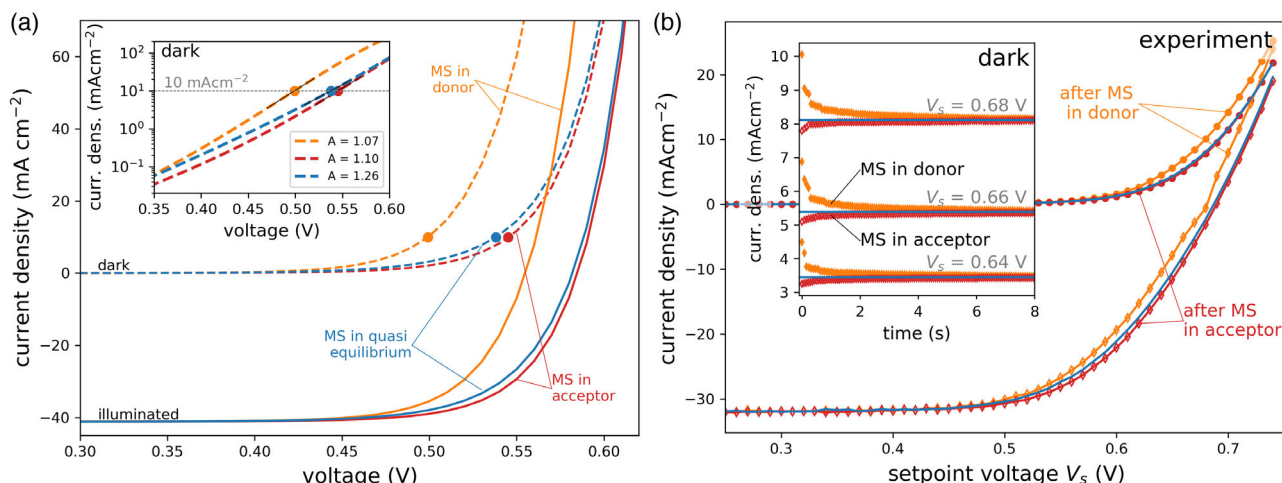 (a)
60
40
20
0
−20
−40
current density (mA cm−2)
0.30
0.35
0.40
0.45
0.50
0.55
0.60
voltage (V)
dark
10 mAcm−2
10²
10¹
10⁰
10−1
curr. dens. (mAcm−2)
A = 1.07
A = 1.10
A = 1.26
0.35
0.40
0.45
0.50
0.55
0.60
voltage (V)
MS in
donor
dark
MS in quasi
equilibrium
MS in
acceptor
illuminated
(b)
experiment
20
10
0
−10
−20
−30
current density (mAcm−2)
0.3
0.4
0.5
0.6
0.7
setpoint voltage Vs (V)
dark
10
9
8
7
6
5
4
3
curr. dens. (mAcm−2)
Vs = 0.68 V
MS in donor
Vs = 0.66 V
MS in acceptor
Vs = 0.64 V
0
2
4
6
8
time (s)
after MS
in donor
after MS
in acceptor